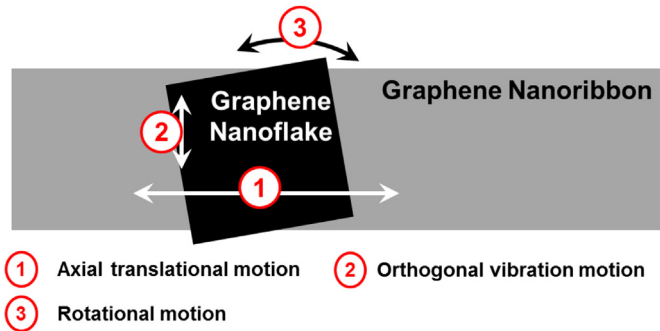 3
Graphene Nanoribbon
Graphene
Nanoflake
2
1
1 Axial translational motion
2 Orthogonal vibration motion
3 Rotational motion